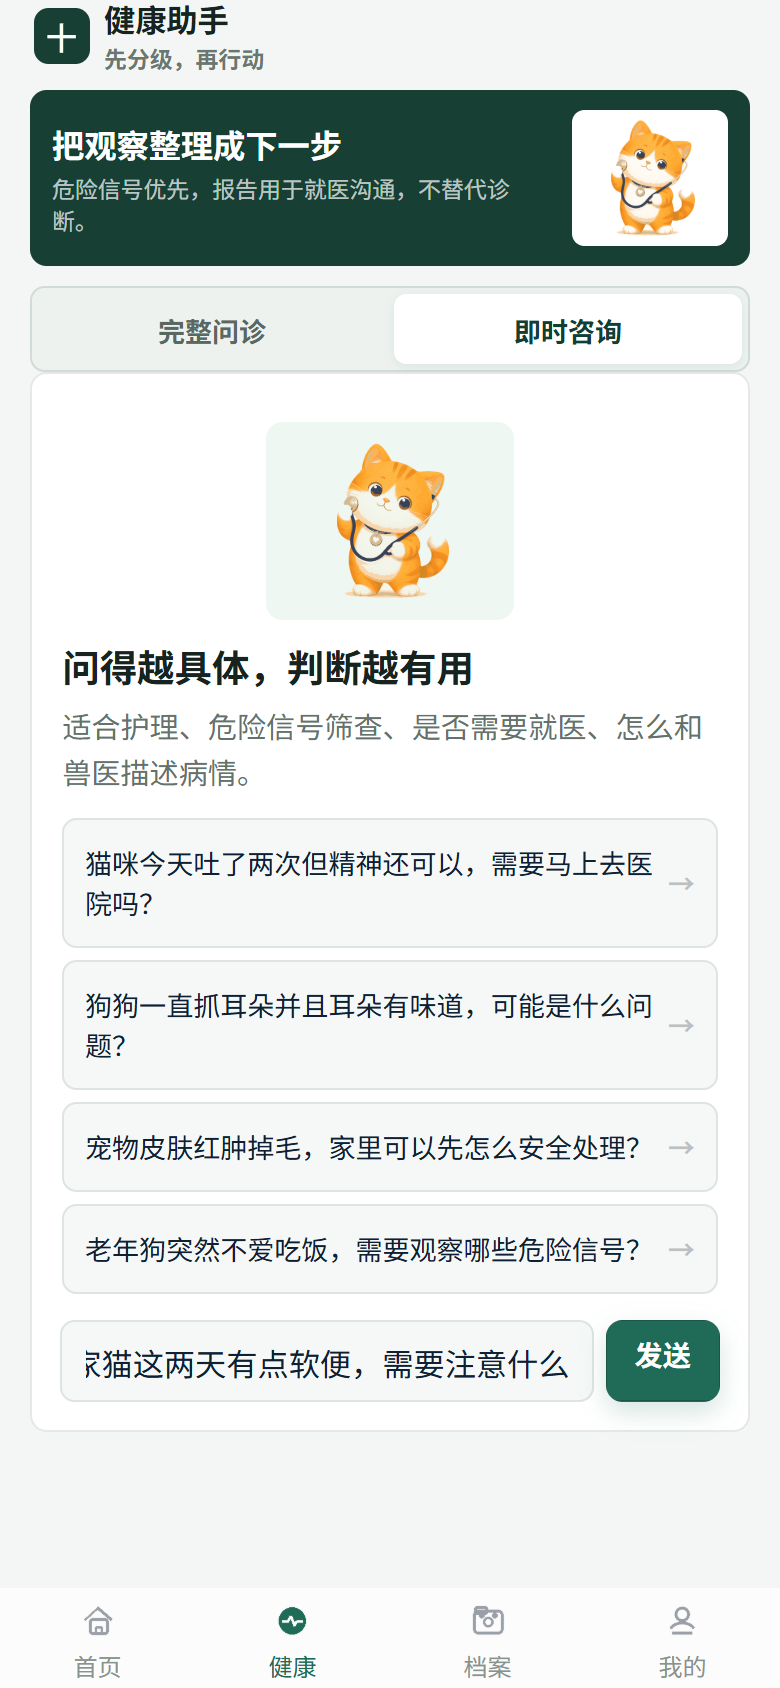 健康助手
先分级，再行动
把观察整理成下一步
危险信号优先，报告用于就医沟通，不替代诊
断。
完整问诊
即时咨询
问得越具体，判断越有用
适合护理、危险信号筛查、是否需要就医、怎么和
兽医描述病情。
猫咪今天吐了两次但精神还可以，需要马上去医
院吗？
→
狗狗一直抓耳朵并且耳朵有味道，可能是什么问
题？
→
宠物皮肤红肿掉毛，家里可以先怎么安全处理？ →
老年狗突然不爱吃饭，需要观察哪些危险信号？ →
家猫这两天有点软便，需要注意什么
发送
首页
健康
档案
我的